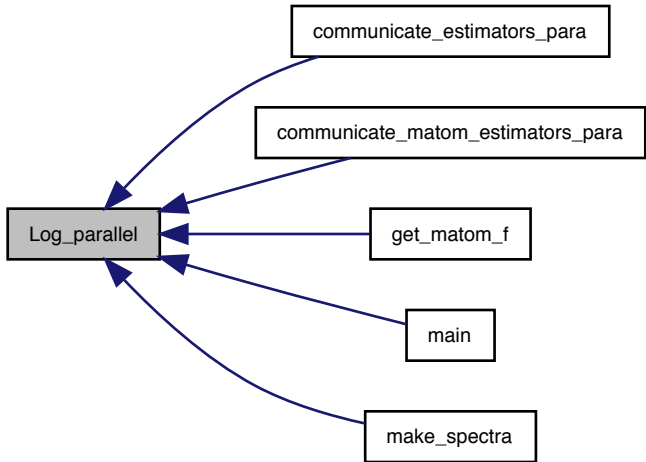 communicate_estimators_para
communicate_matom_estimators_para
Log_parallel
get_matom_f
main
make_spectra